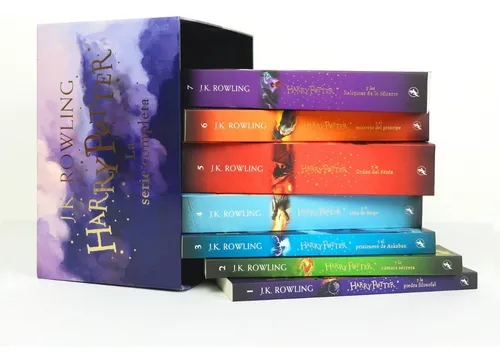 J.K. ROWLING
HARRY POTTER
La
serie completa
7 J.K. ROWLING HARRY POTTER y las
Reliquias de la Muerte
6 J.K. ROWLING HARRY POTTER
misterio del príncipe
5 J.K. ROWLING HARRY POTTER
Orden del Fénix
4 J.K. ROWLING HARRY POTTER
cáliz de fuego
3 J.K. ROWLING HARRY POTTER y el
prisionero de Azkaban
2 J.K. ROWLING HARRY POTTER y la
cámara secreta
1 J.K. ROWLING HARRY POTTER y la
piedra filosofal